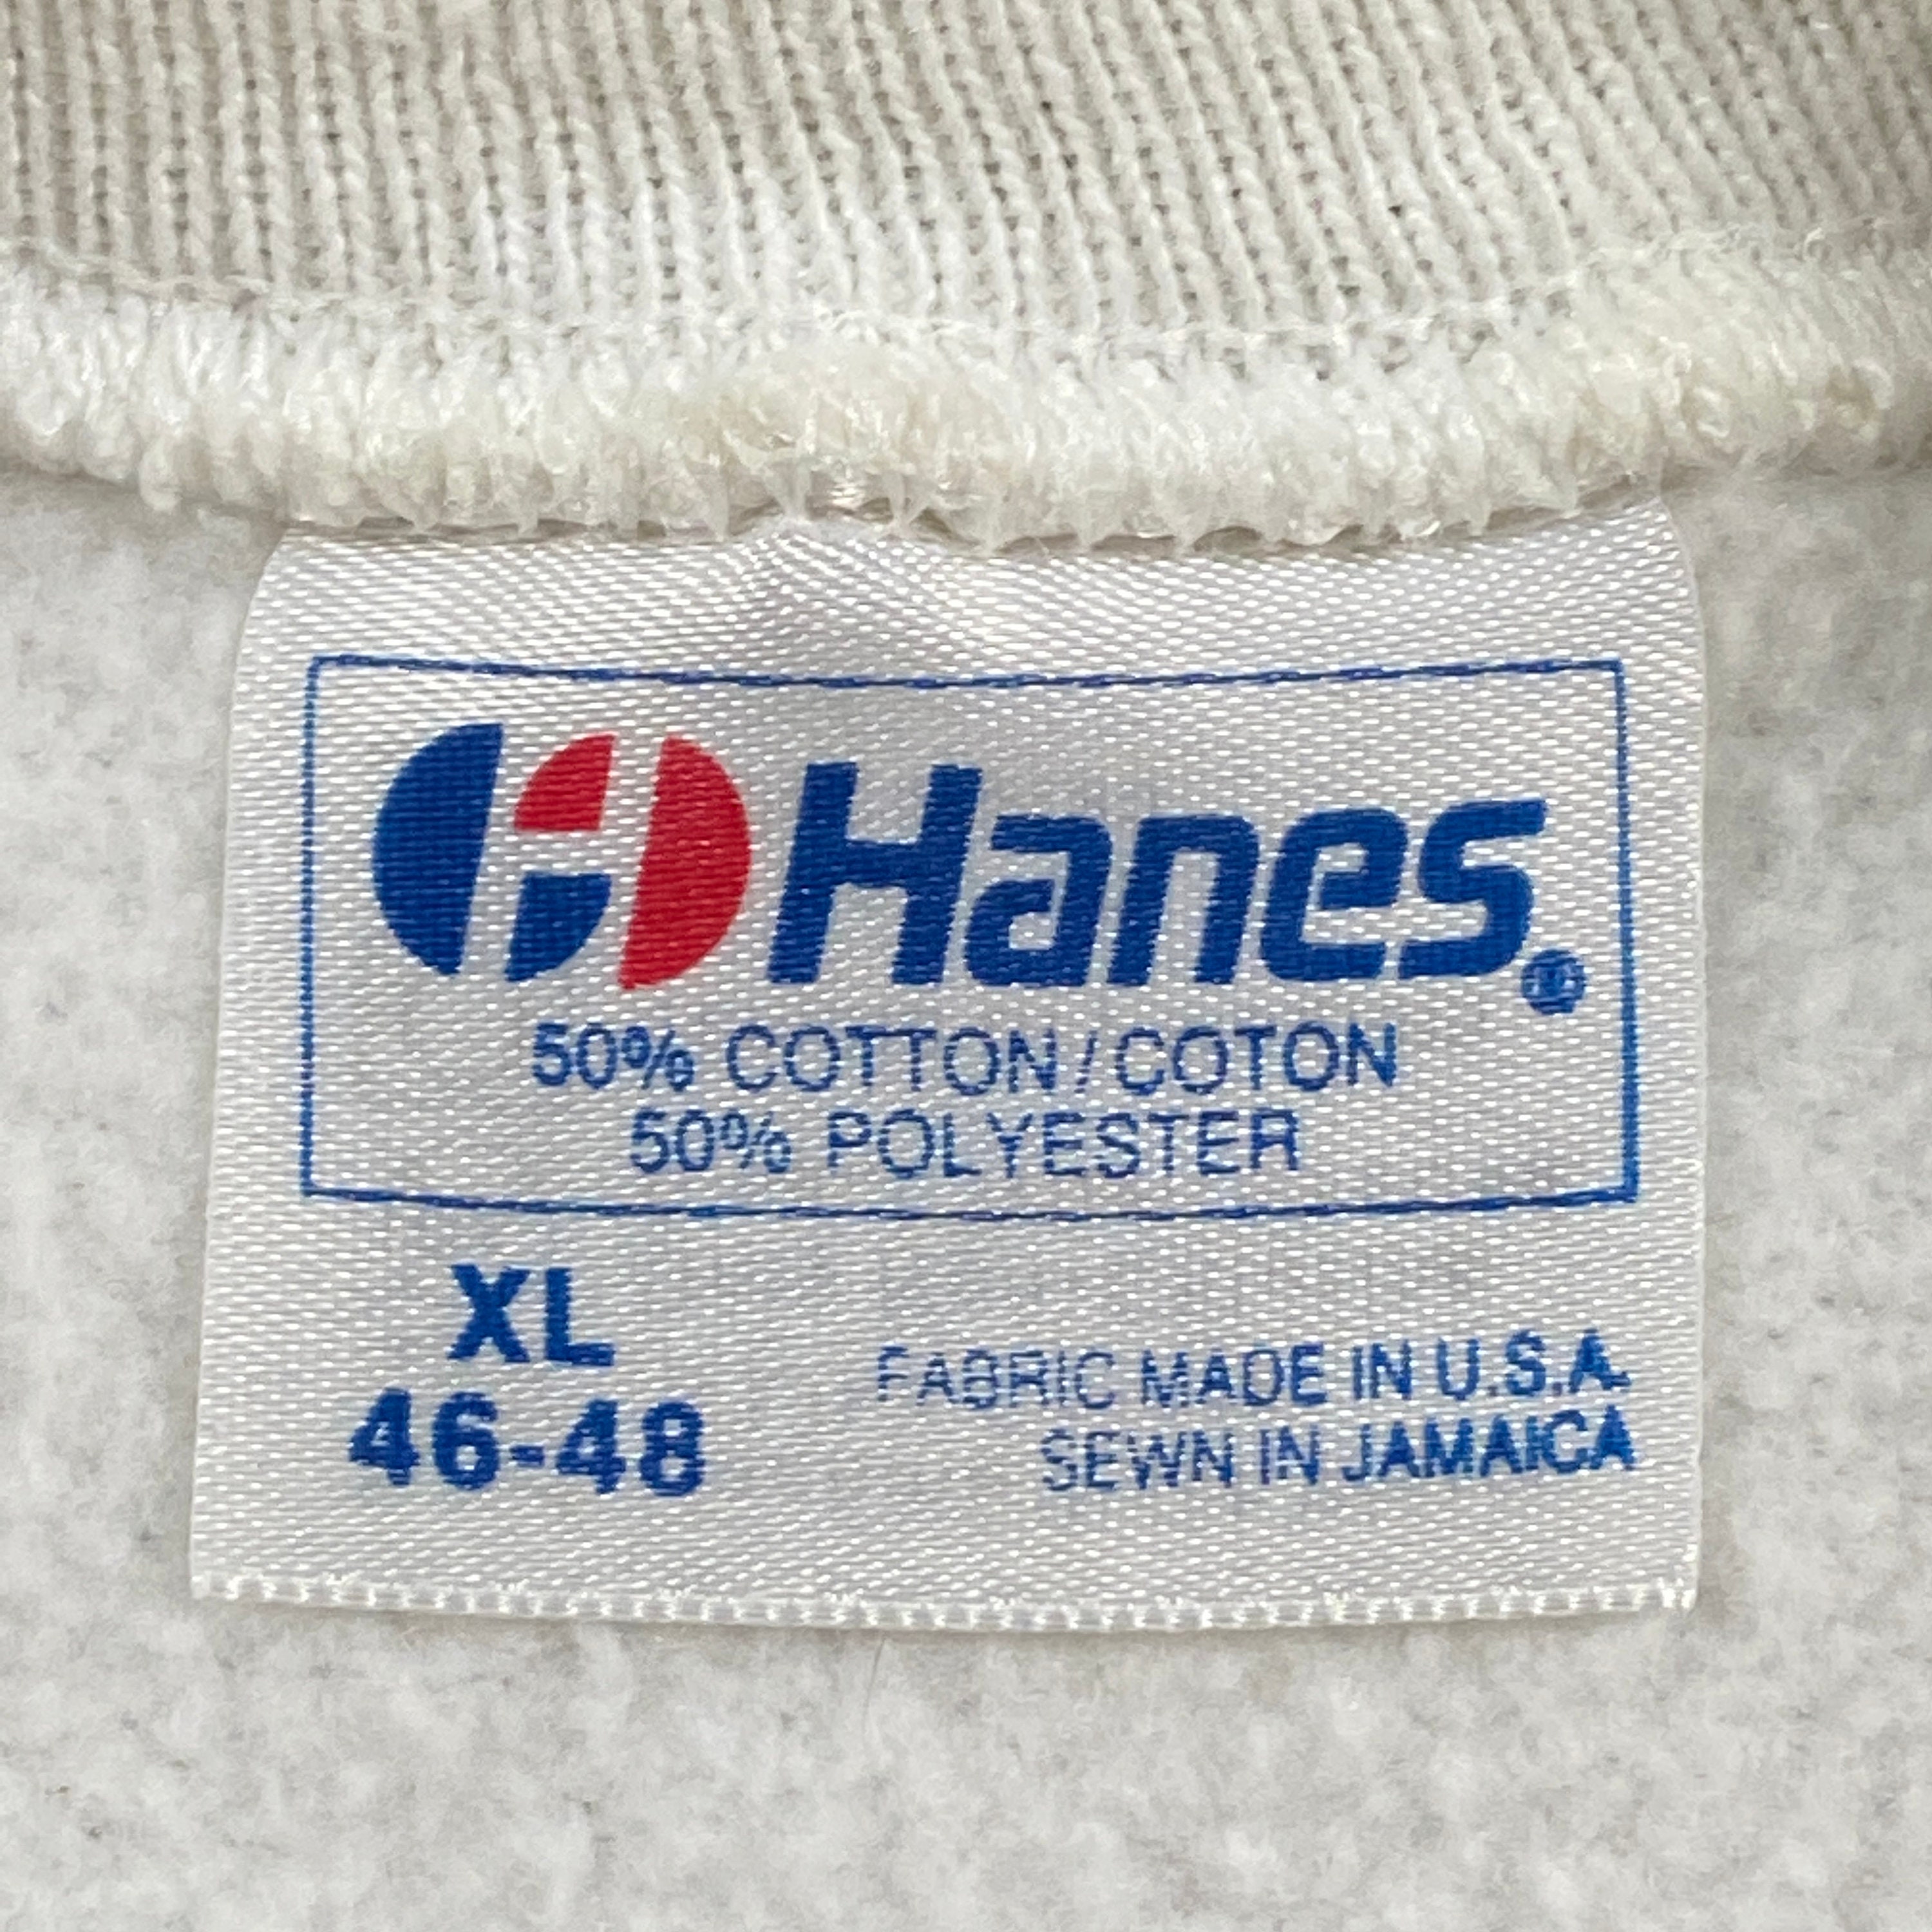 Hanes®
50% COTTON/COTON
50% POLYESTER
XL
46-48
FABRIC MADE IN U.S.A.
SEWN IN JAMAICA